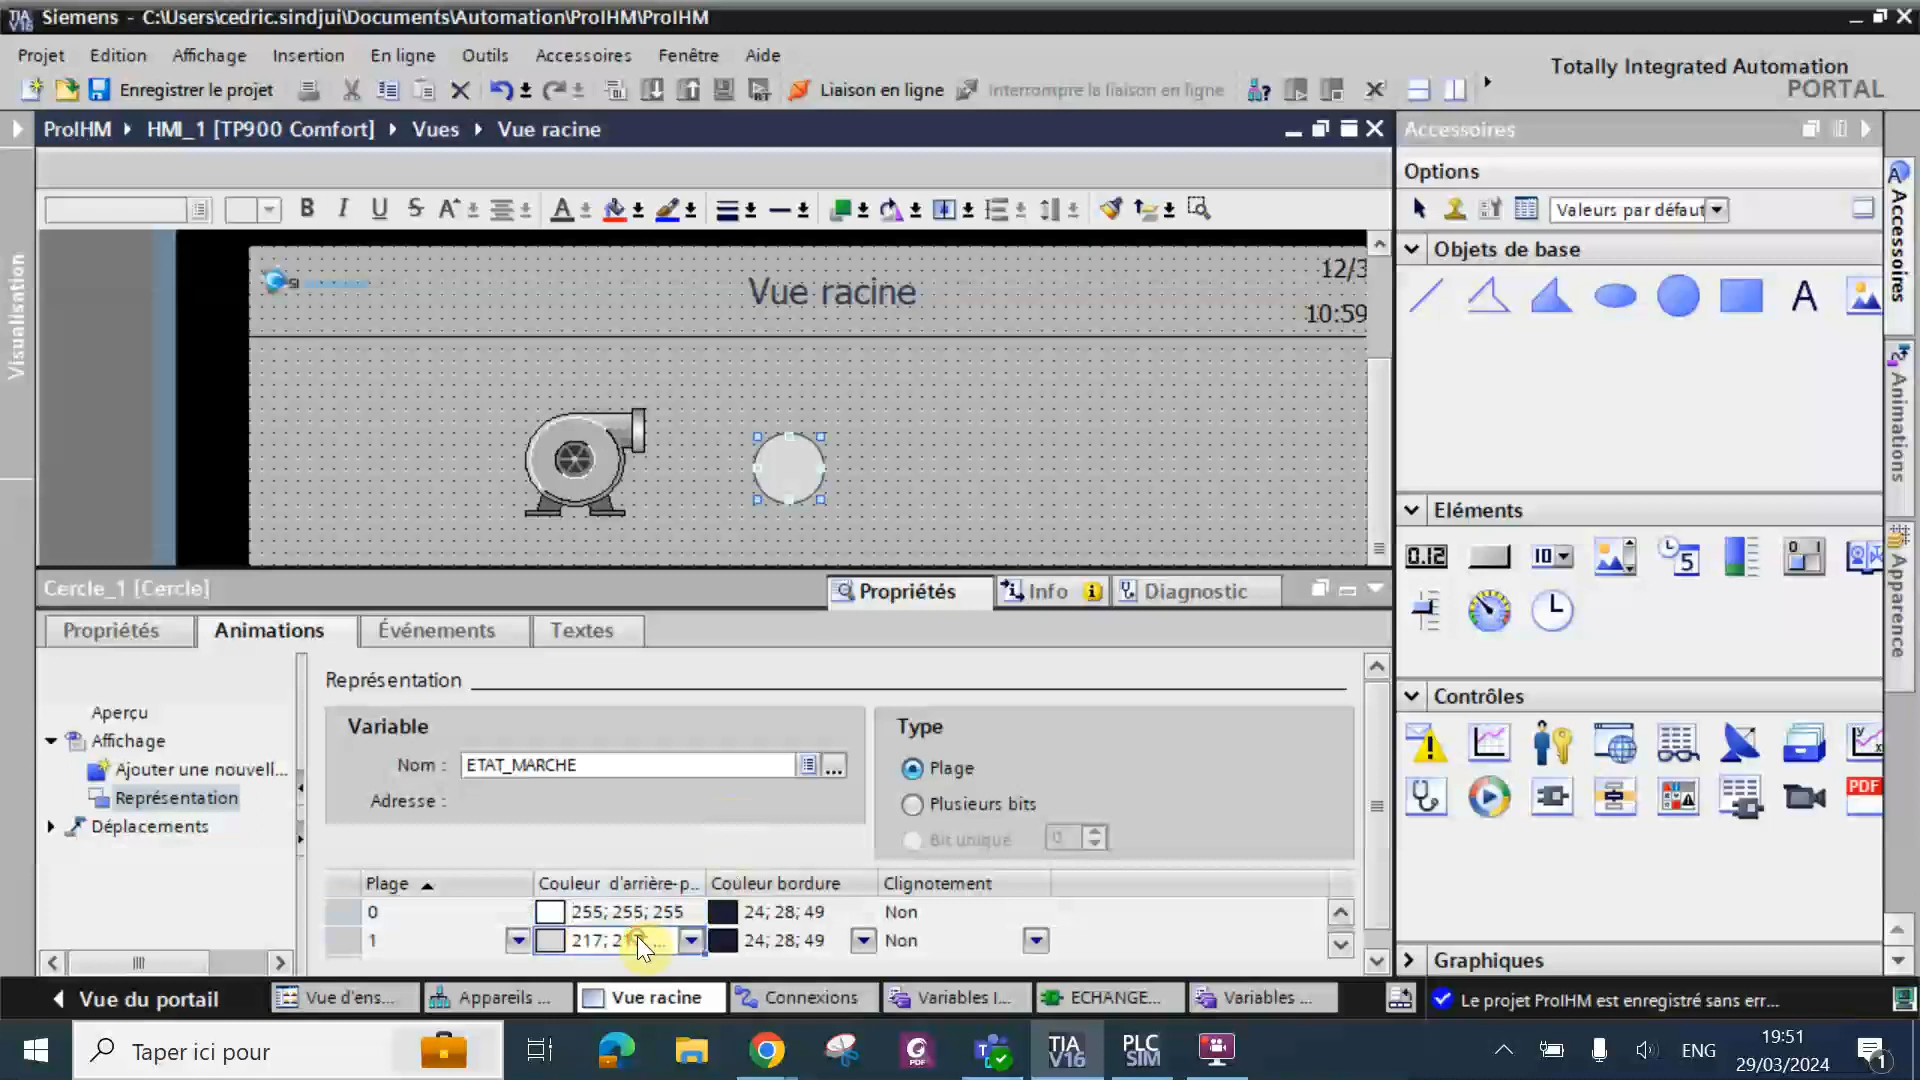 Siemens - C:\Users\cedric.sindjui\Documents\Automation\ProIHM\ProIHM
Projet Edition Affichage Insertion En ligne Outils Accessoires Fenêtre Aide
Totally Integrated Automation
PORTAL
Enregistrer le projet Liaison en ligne Interrompre la liaison en ligne
ProIHM HMI_1 [TP900 Comfort] Vues Vue racine
Accessoires
Options
Valeurs par défaut
Objets de base
Vue racine
12/3
10:59
Visualisation
Accessoires
Animations
Apparence
Eléments
Contrôles
Graphiques
Cercle_1 [Cercle]
Propriétés Info Diagnostic
Propriétés Animations Événements Textes
Aperçu
Affichage
Ajouter une nouvell...
Représentation
Déplacements
Représentation
Variable
Nom : ETAT_MARCHE
Adresse :
Type
Plage
Plusieurs bits
Bit unique 0
Plage Couleur d'arrière-p... Couleur bordure Clignotement
0 255; 255; 255 24; 28; 49 Non
1 217; 24; 28; 49 Non
Vue du portail Vue d'ens... Appareils ... Vue racine Connexions Variables I... ECHANGE... Variables ...
Le projet ProIHM est enregistré sans err...
Taper ici pour
TIA V16
PLC SIM
ENG
19:51
29/03/2024
1